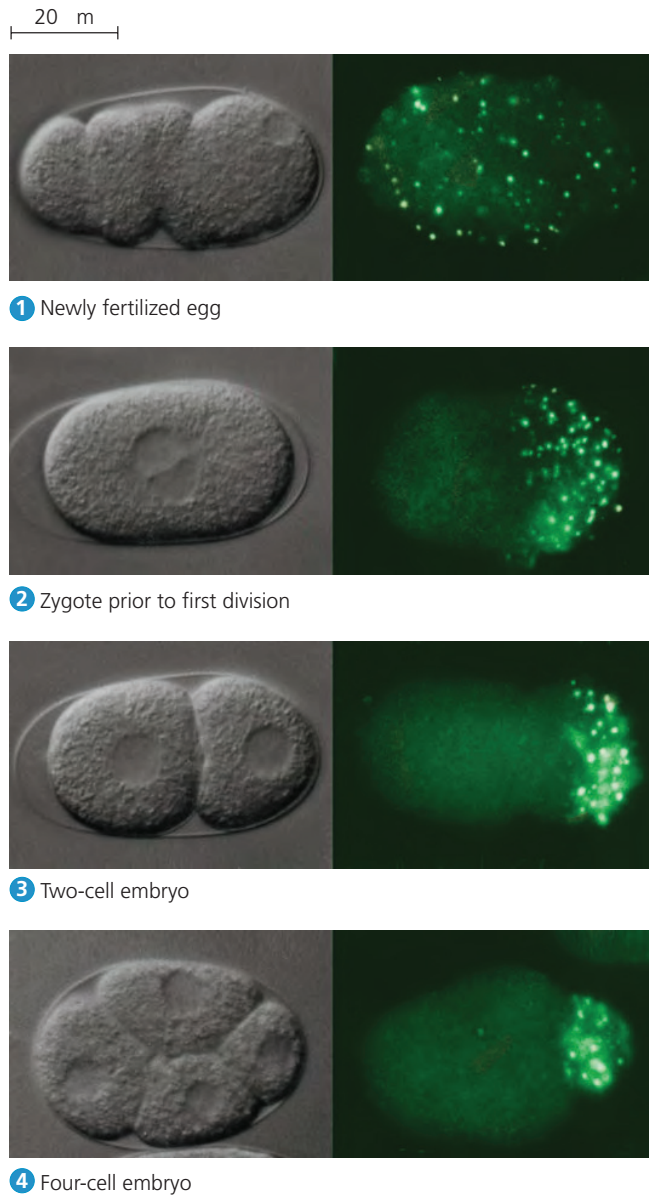 20 m
1 Newly fertilized egg
2 Zygote prior to first division
3 Two-cell embryo
4 Four-cell embryo